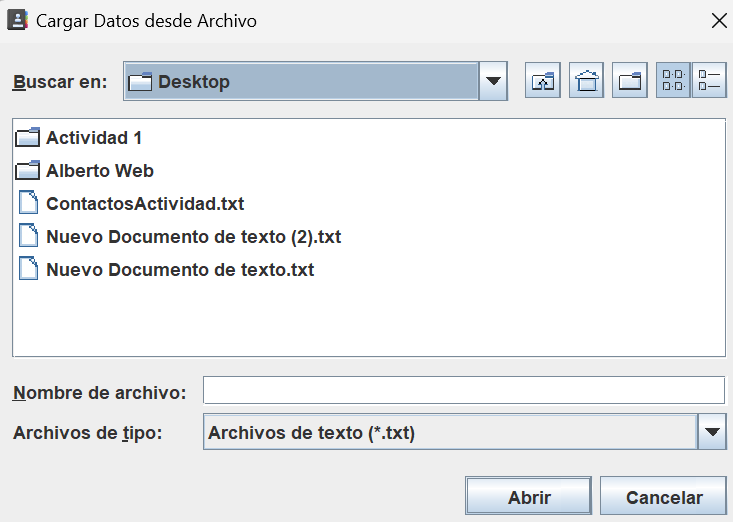 Cargar Datos desde Archivo
Buscar en: Desktop
Actividad 1
Alberto Web
ContactosActividad.txt
Nuevo Documento de texto (2).txt
Nuevo Documento de texto.txt
Nombre de archivo:
Archivos de tipo: Archivos de texto (*.txt)
Abrir Cancelar